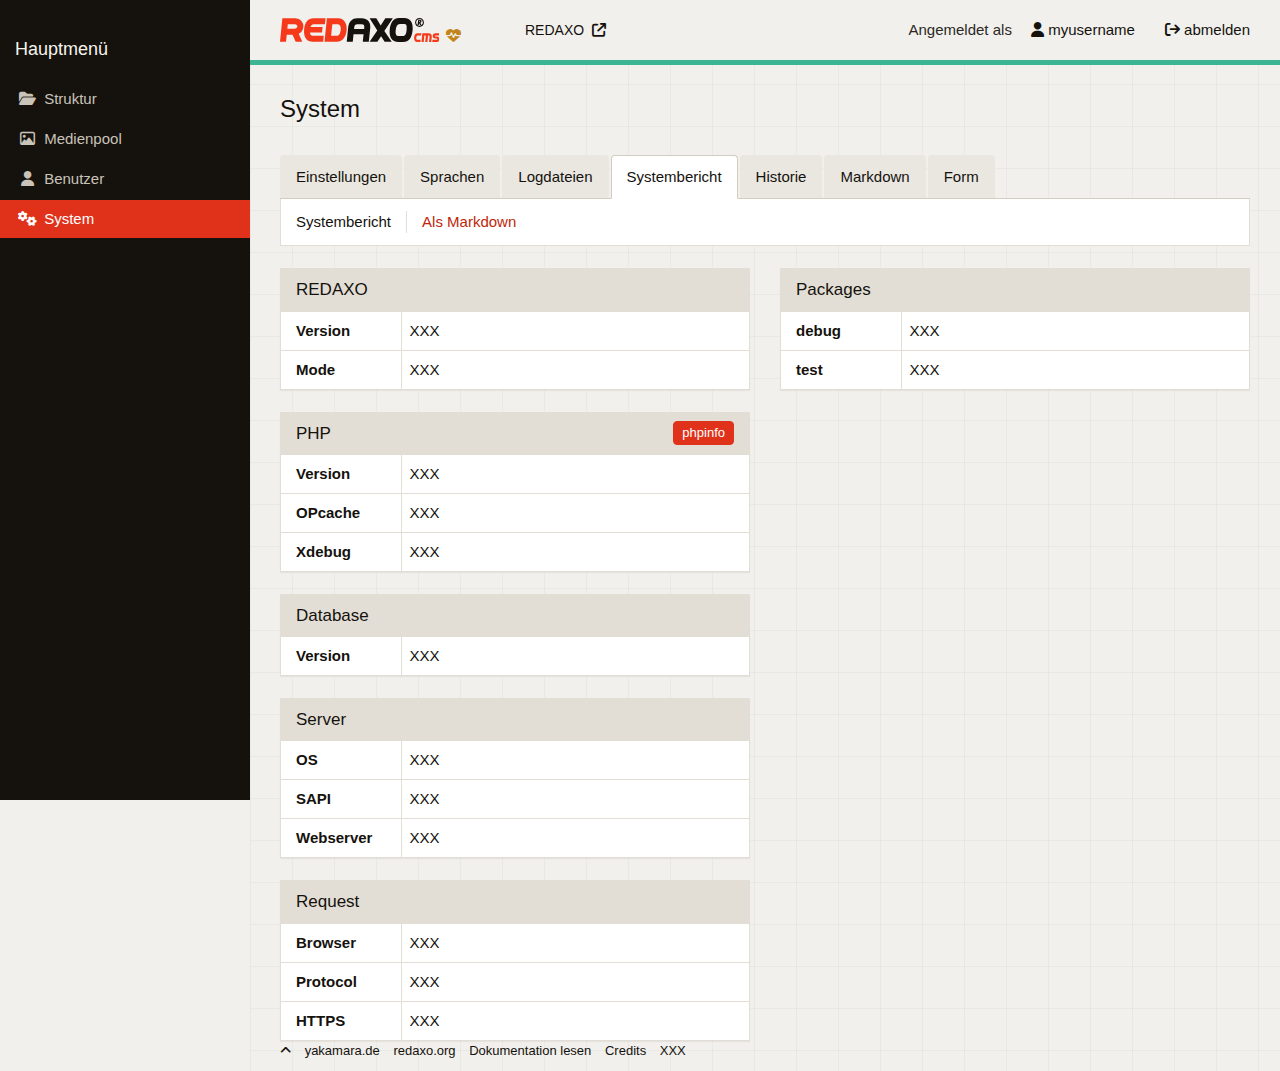 Hauptmenü
Struktur
Medienpool
Benutzer
System
REDAXO® cms
REDAXO
Angemeldet als myusername abmelden
System
Einstellungen Sprachen Logdateien Systembericht Historie Markdown Form
Systembericht Als Markdown
REDAXO
Version XXX
Mode XXX
Packages
debug XXX
test XXX
PHP phpinfo
Version XXX
OPcache XXX
Xdebug XXX
Database
Version XXX
Server
OS XXX
SAPI XXX
Webserver XXX
Request
Browser XXX
Protocol XXX
HTTPS XXX
yakamara.de redaxo.org Dokumentation lesen Credits XXX